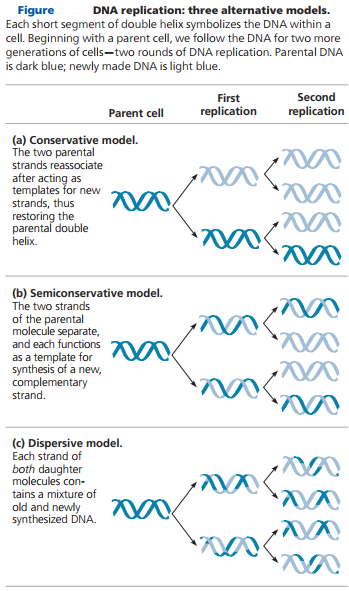 Figure DNA replication: three alternative models.
Each short segment of double helix symbolizes the DNA within a
cell. Beginning with a parent cell, we follow the DNA for two more
generations of cells—two rounds of DNA replication. Parental DNA
is dark blue; newly made DNA is light blue.
Parent cell
First
replication
Second
replication
(a) Conservative model.
The two parental
strands reassociate
after acting as
templates for new
strands, thus
restoring the
parental double
helix.
(b) Semiconservative model.
The two strands
of the parental
molecule separate,
and each functions
as a template for
synthesis of a new,
complementary
strand.
(c) Dispersive model.
Each strand of
both daughter
molecules con-
tains a mixture of
old and newly
synthesized DNA.